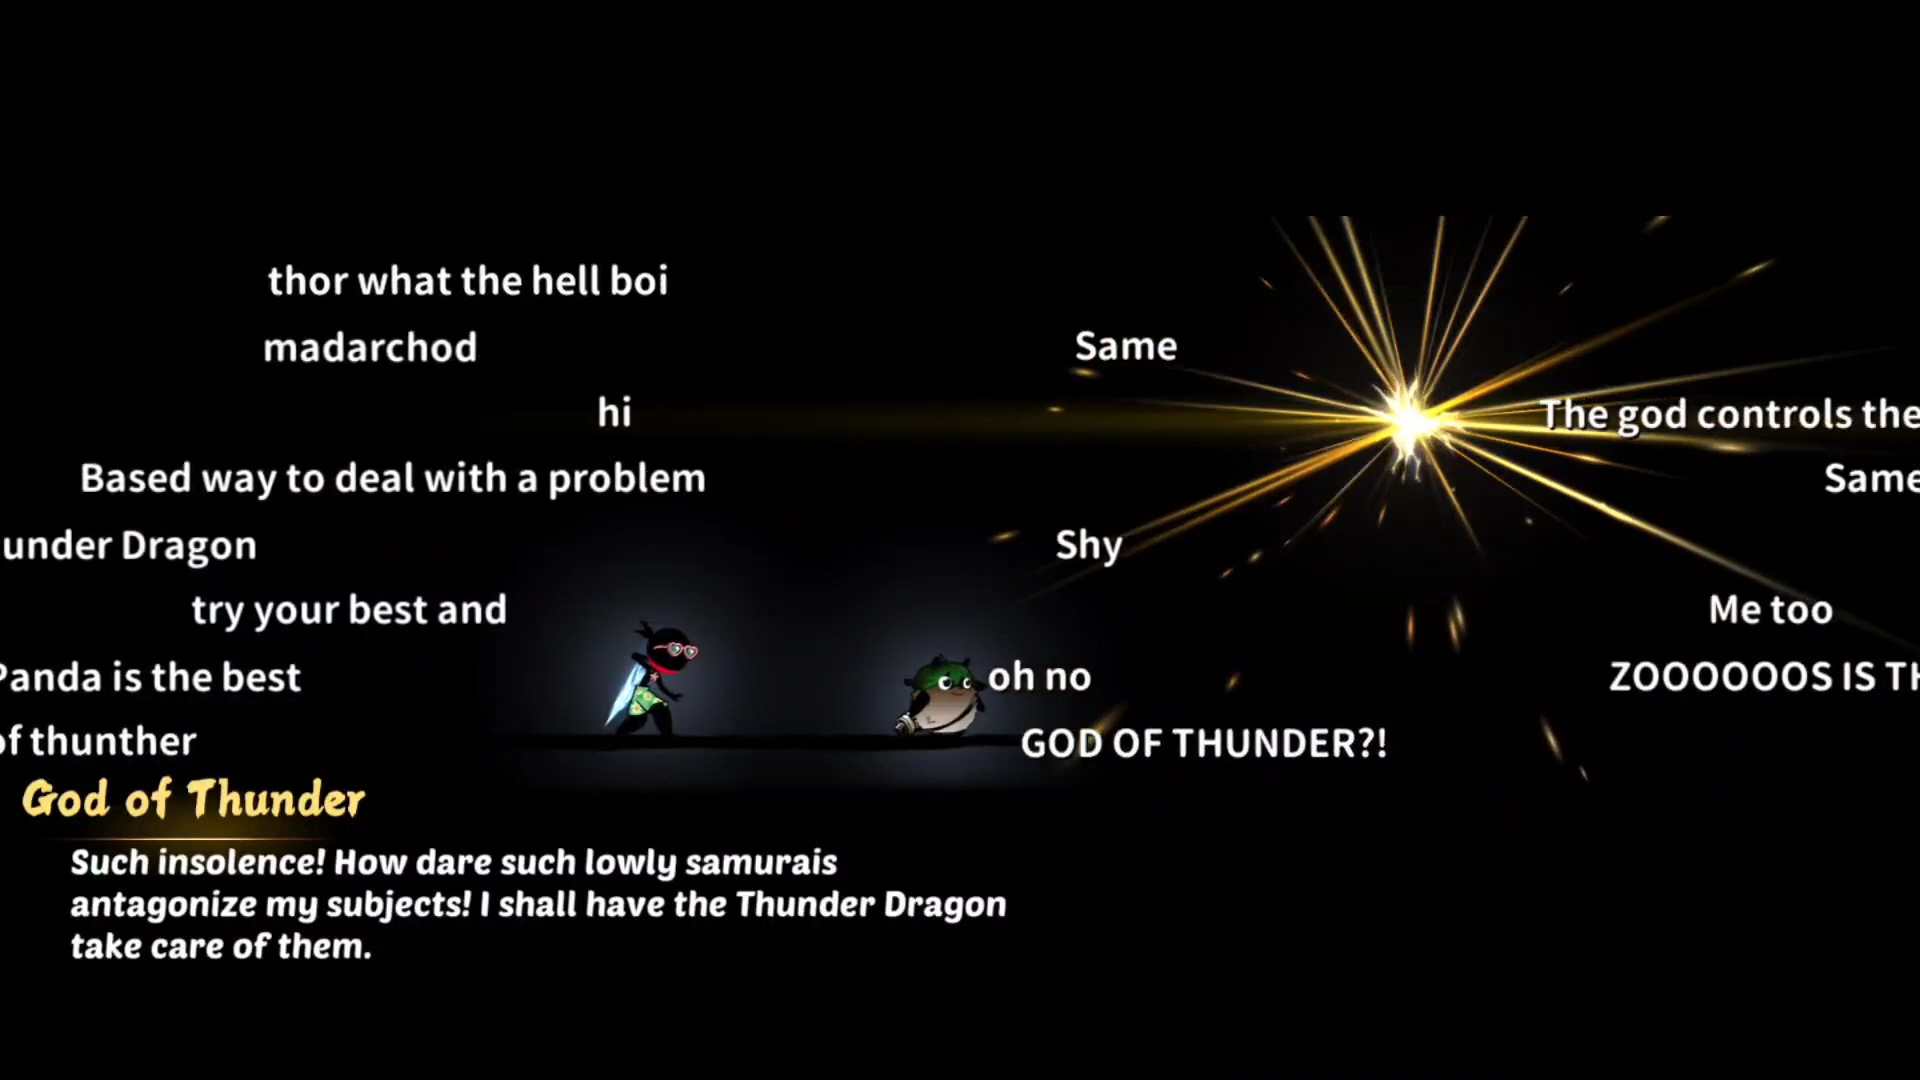 thor what the hell boi
madarchod
Same
hi
The god controls the
Based way to deal with a problem
Same
under Dragon
Shy
try your best and
Me too
Panda is the best
oh no
ZOOOOOOS IS TH
of thunther
GOD OF THUNDER?!
God of Thunder
Such insolence! How dare such lowly samurais
antagonize my subjects! I shall have the Thunder Dragon
take care of them.